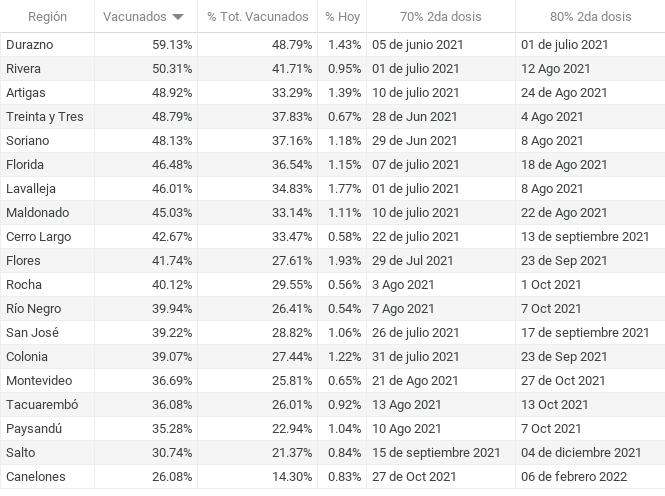 Región Vacunados % Tot. Vacunados % Hoy 70% 2da dosis 80% 2da dosis
Durazno 59.13% 48.79% 1.43% 05 de junio 2021 01 de julio 2021
Rivera 50.31% 41.71% 0.95% 01 de julio 2021 12 Ago 2021
Artigas 48.92% 33.29% 1.39% 10 de julio 2021 24 de Ago 2021
Treinta y Tres 48.79% 37.83% 0.67% 28 de Jun 2021 4 Ago 2021
Soriano 48.13% 37.16% 1.18% 29 de Jun 2021 8 Ago 2021
Florida 46.48% 36.54% 1.15% 07 de julio 2021 18 de Ago 2021
Lavalleja 46.01% 34.83% 1.77% 01 de julio 2021 8 Ago 2021
Maldonado 45.03% 33.14% 1.11% 10 de julio 2021 22 de Ago 2021
Cerro Largo 42.67% 33.47% 0.58% 22 de julio 2021 13 de septiembre 2021
Flores 41.74% 27.61% 1.93% 29 de Jul 2021 23 de Sep 2021
Rocha 40.12% 29.55% 0.56% 3 Ago 2021 1 Oct 2021
Río Negro 39.94% 26.41% 0.54% 7 Ago 2021 7 Oct 2021
San José 39.22% 28.82% 1.06% 26 de julio 2021 17 de septiembre 2021
Colonia 39.07% 27.44% 1.22% 31 de julio 2021 23 de Sep 2021
Montevideo 36.69% 25.81% 0.65% 21 de Ago 2021 27 de Oct 2021
Tacuarembó 36.08% 26.01% 0.92% 13 Ago 2021 13 Oct 2021
Paysandú 35.28% 22.94% 1.04% 10 Ago 2021 7 Oct 2021
Salto 30.74% 21.37% 0.84% 15 de septiembre 2021 04 de diciembre 2021
Canelones 26.08% 14.30% 0.83% 27 de Oct 2021 06 de febrero 2022